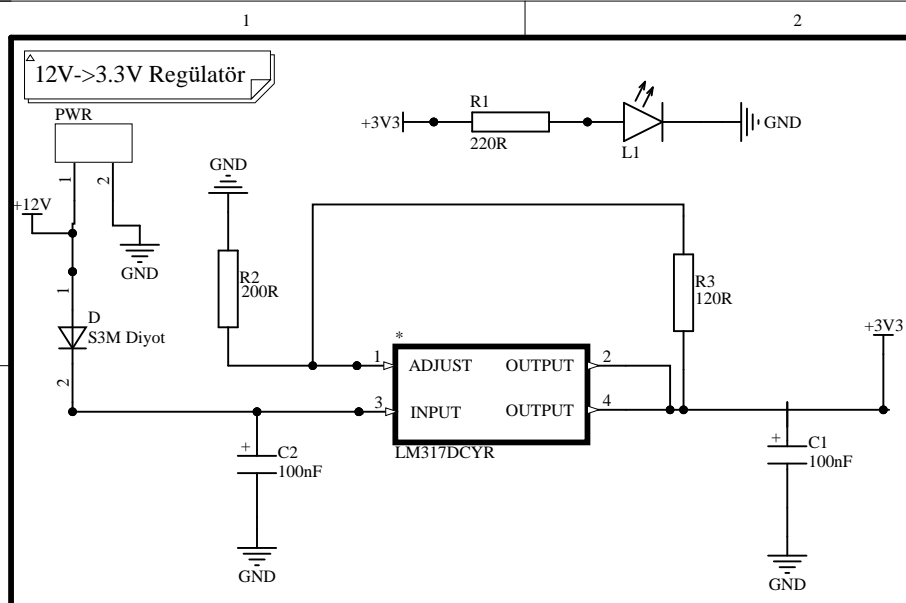 1
2
12V->3.3V Regülatör
PWR
1
2
+12V
GND
1
D
S3M Diyot
2
+3V3
R1
220R
L1
GND
GND
R2
200R
R3
120R
*
1
ADJUST
OUTPUT
2
3
INPUT
OUTPUT
4
LM317DCYR
+3V3
+
C2
100nF
GND
+
C1
100nF
GND